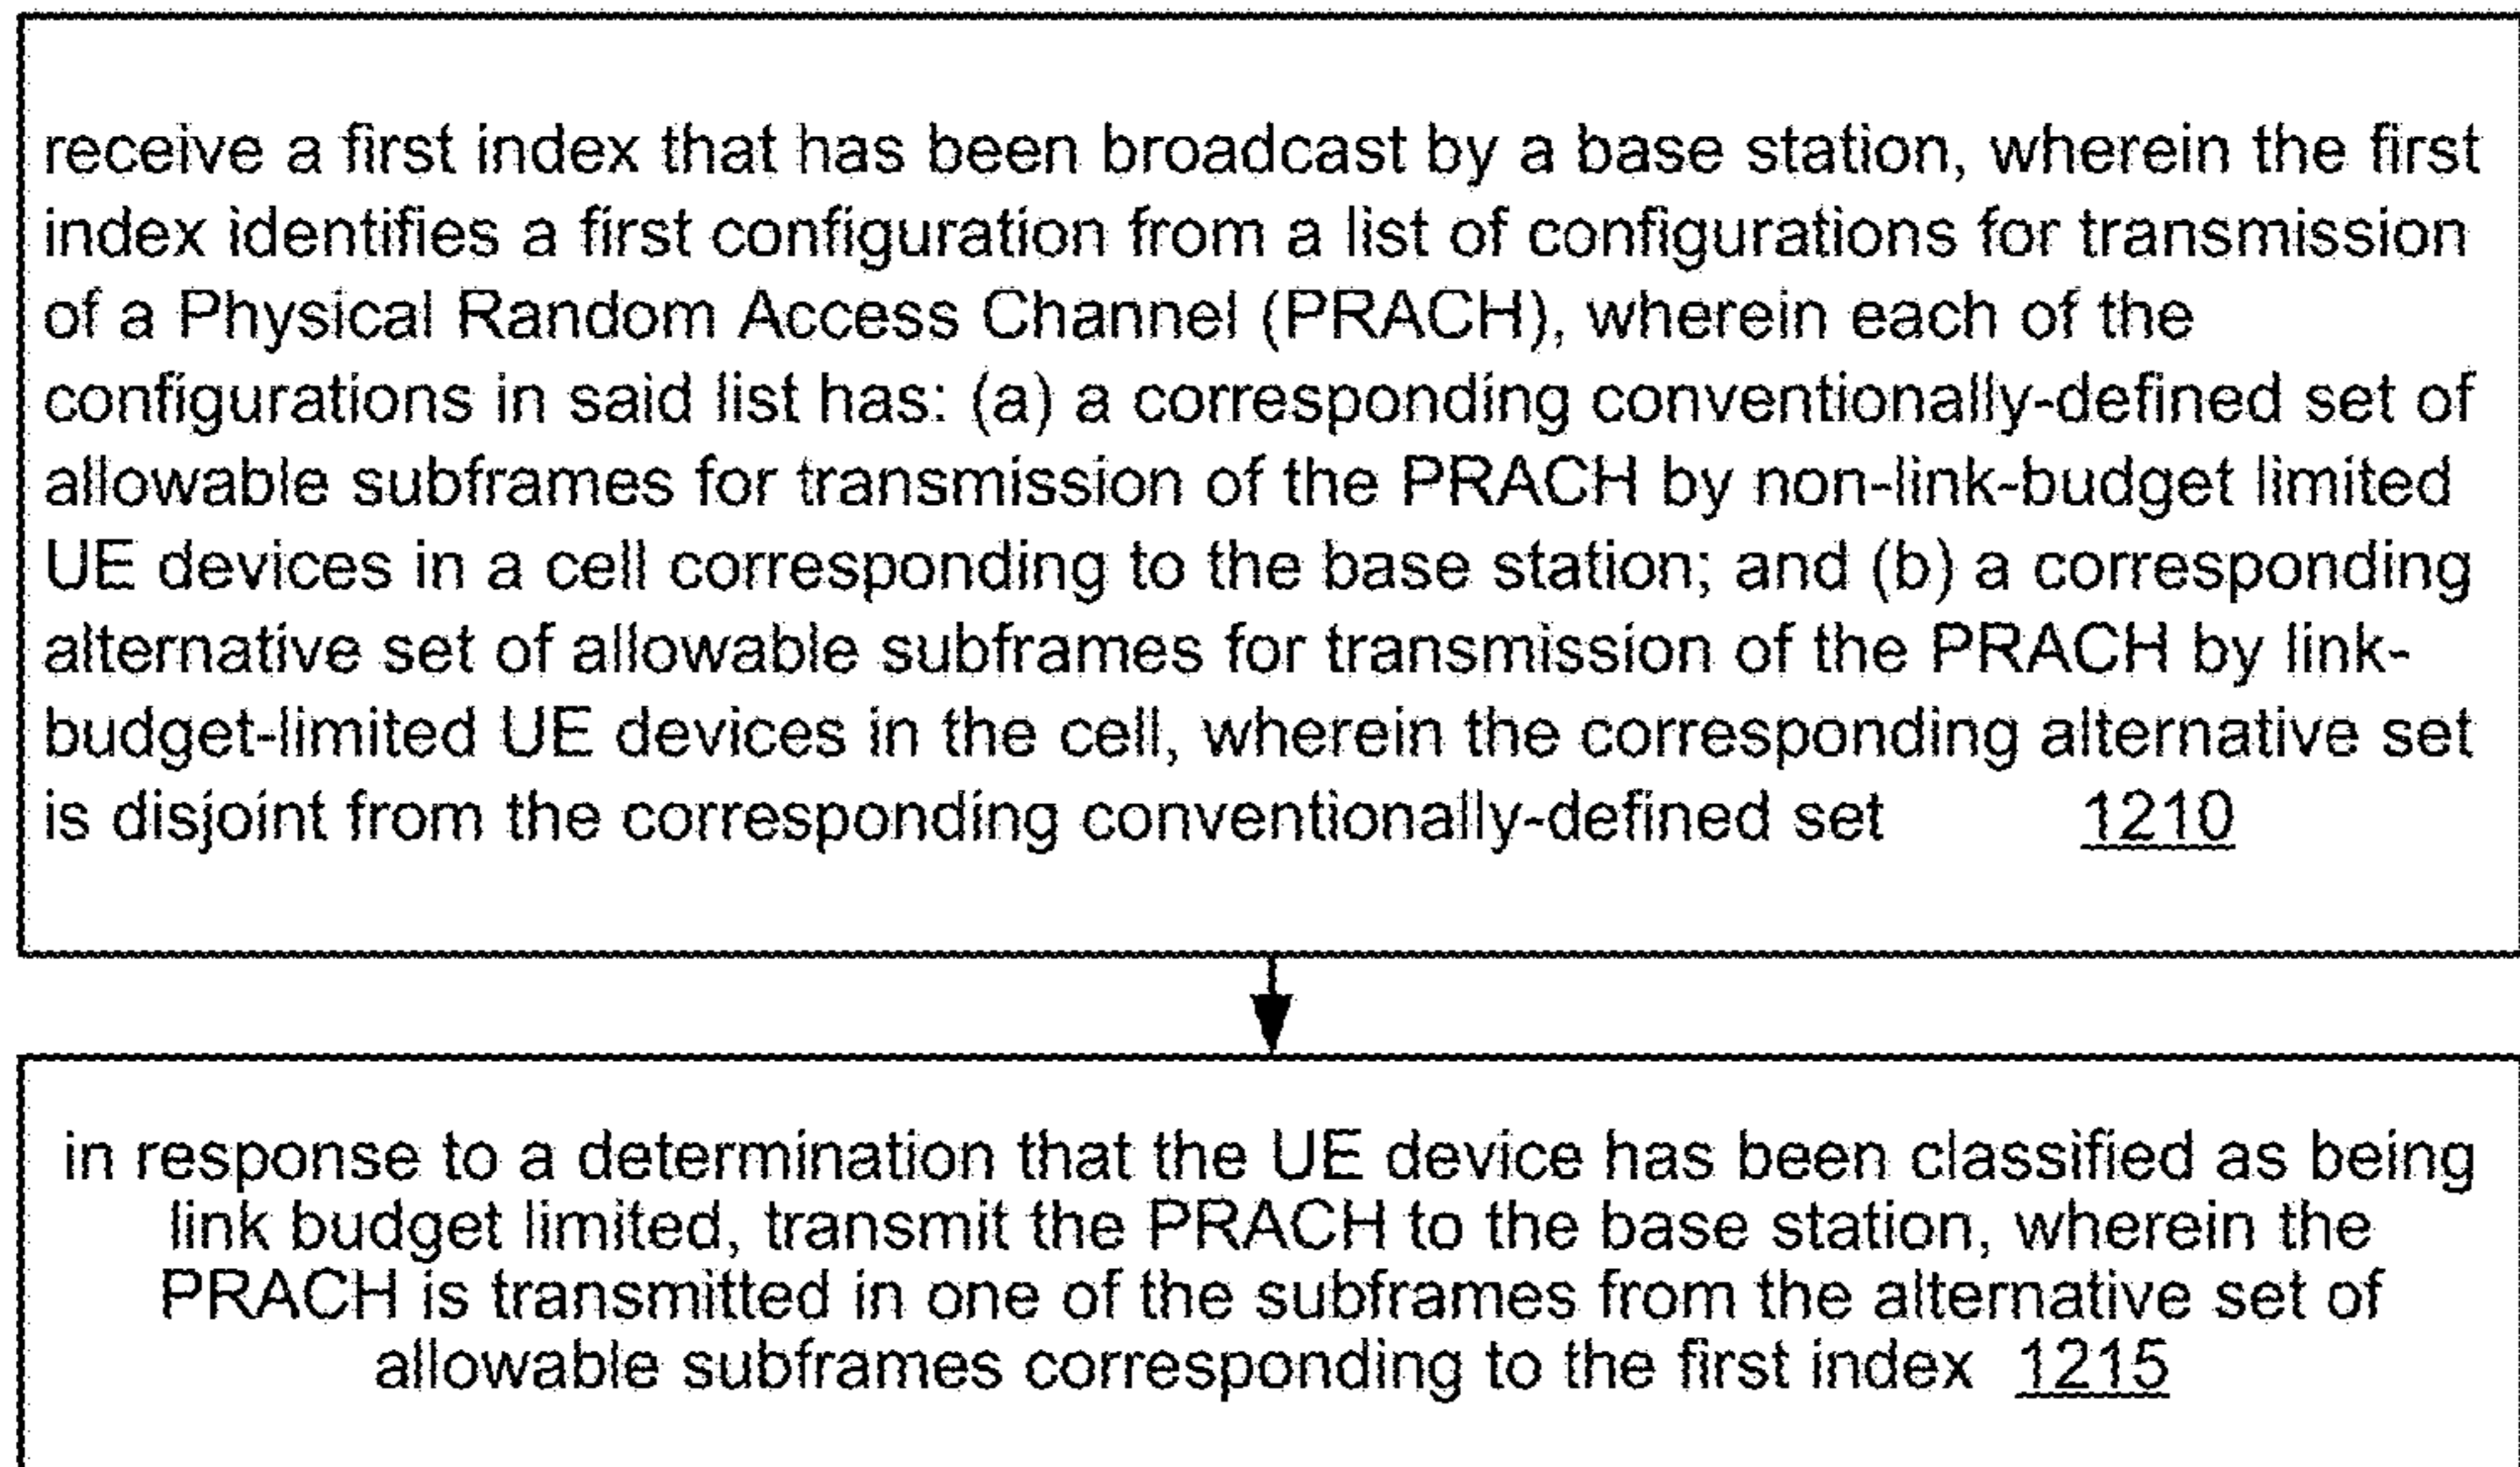 receive a first index that has been broadcast by a base station, wherein the first
index identifies a first configuration from a list of configurations for transmission
of a Physical Random Access Channel (PRACH), wherein each of the
configurations in said list has: (a) a corresponding conventionally-defined set of
allowable subframes for transmission of the PRACH by non-link-budget limited
UE devices in a cell corresponding to the base station; and (b) a corresponding
alternative set of allowable subframes for transmission of the PRACH by link-
budget-limited UE devices in the cell, wherein the corresponding alternative set
is disjoint from the corresponding conventionally-defined set 1210
in response to a determination that the UE device has been classified as being
link budget limited, transmit the PRACH to the base station, wherein the
PRACH is transmitted in one of the subframes from the alternative set of
allowable subframes corresponding to the first index 1215